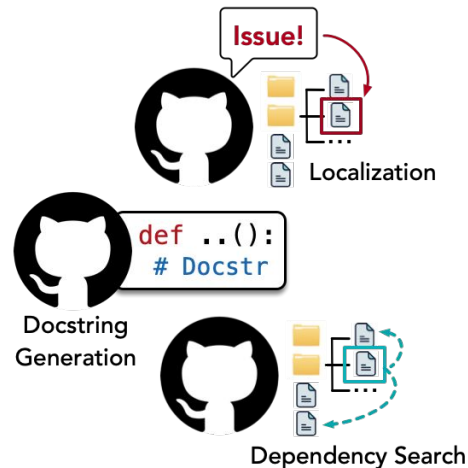 Issue!
...
Localization
def ..():
# Docstr
Docstring
Generation
...
Dependency Search